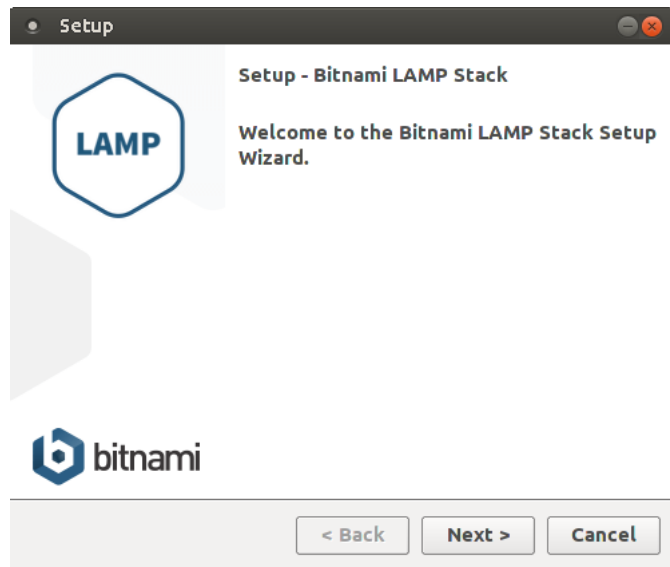 Setup
Setup - Bitnami LAMP Stack
LAMP
Welcome to the Bitnami LAMP Stack Setup
Wizard.
bitnami
< Back
Next >
Cancel